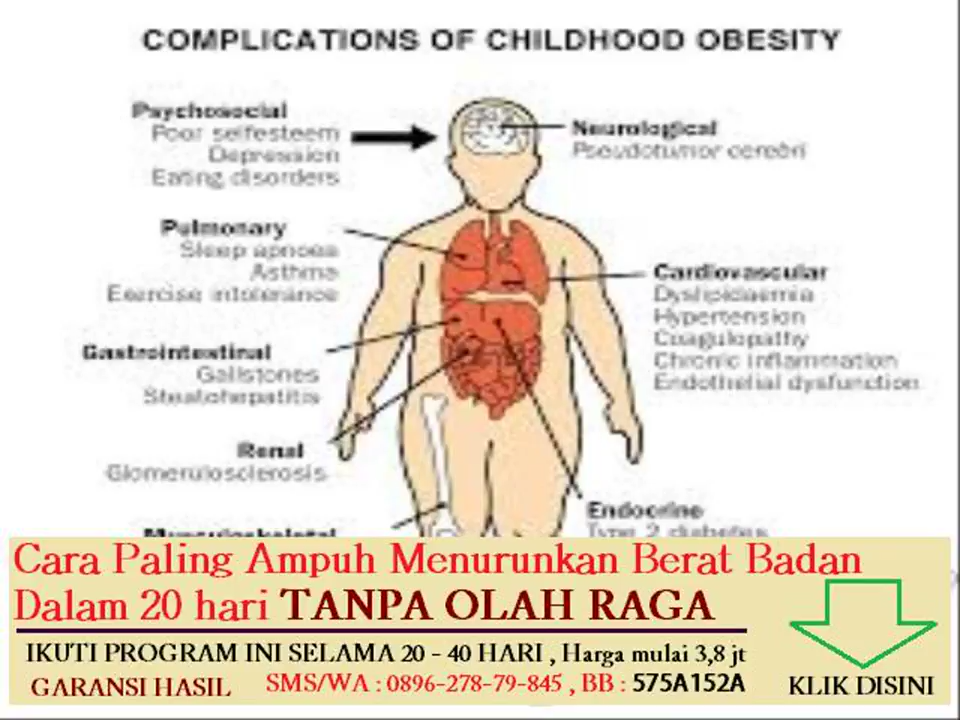 COMPLICATIONS OF CHILDHOOD OBESITY
Psychosocial
Poor selfesteem
Depression
Eating disorders
Neurological
Pseudotumor cerebri
Pulmonary
Sleep apnoea
Asthma
Exercise intolerance
Cardiovascular
Dyslipidaemia
Hypertension
Coagulopathy
Chronic inflammation
Endothelial dysfunction
Gastrointestinal
Gallstones
Steatohepatitis
Renal
Glomerulosclerosis
Musculoskeletal
Endocrine
Type 2 diabetes
Cara Paling Ampuh Menurunkan Berat Badan
Dalam 20 hari TANPA OLAH RAGA
IKUTI PROGRAM INI SELAMA 20 - 40 HARI , Harga mulai 3,8 jt
GARANSI HASIL SMS/WA : 0896-278-79-845 , BB : 575A152A
KLIK DISINI